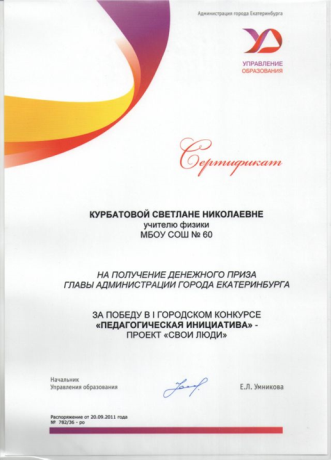 Администрация города Екатеринбурга
УПРАВЛЕНИЕ
ОБРАЗОВАНИЯ
Сертификат
КУРБАТОВОЙ СВЕТЛАНЕ НИКОЛАЕВНЕ
учителю физики
МБОУ СОШ № 60
НА ПОЛУЧЕНИЕ ДЕНЕЖНОГО ПРИЗА
ГЛАВЫ АДМИНИСТРАЦИИ ГОРОДА ЕКАТЕРИНБУРГА
ЗА ПОБЕДУ В I ГОРОДСКОМ КОНКУРСЕ
«ПЕДАГОГИЧЕСКАЯ ИНИЦИАТИВА» -
ПРОЕКТ «СВОИ ЛЮДИ»
Начальник
Управления образования
Е.Л. Умникова
Распоряжение от 20.09.2011 года
№ 782/36 - ро